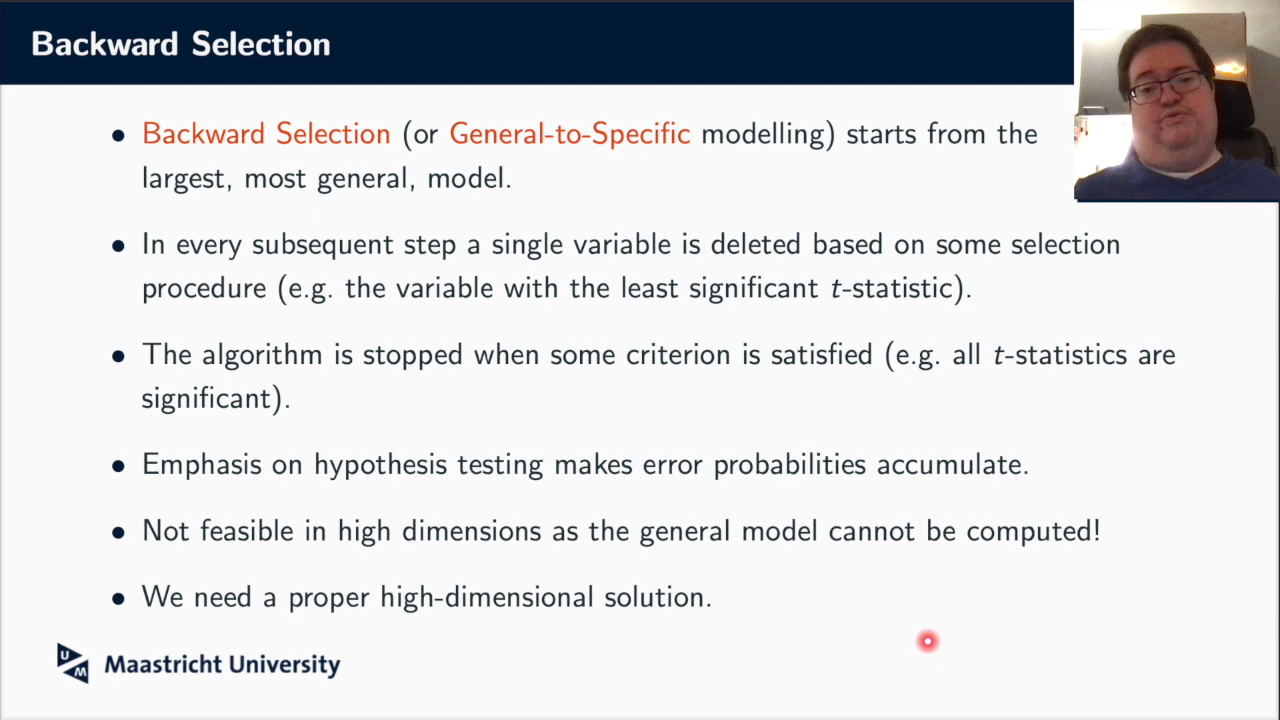 Backward Selection
• Backward Selection (or General-to-Specific modelling) starts from the
largest, most general, model.
• In every subsequent step a single variable is deleted based on some selection
procedure (e.g. the variable with the least significant t-statistic).
• The algorithm is stopped when some criterion is satisfied (e.g. all t-statistics are
significant).
• Emphasis on hypothesis testing makes error probabilities accumulate.
• Not feasible in high dimensions as the general model cannot be computed!
• We need a proper high-dimensional solution.
UM Maastricht University